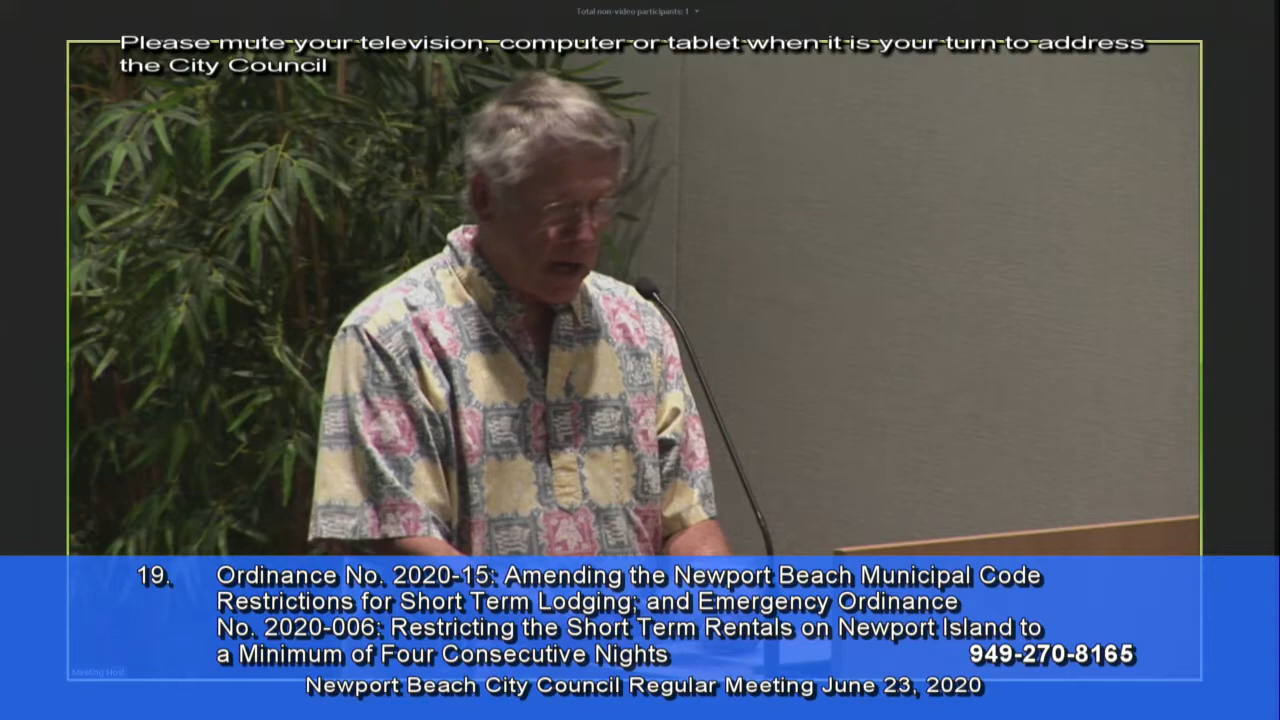 Total non-video participants: 1
Please mute your television, computer or tablet when it is your turn to address
the City Council
19. Ordinance No. 2020-15: Amending the Newport Beach Municipal Code
Restrictions for Short Term Lodging; and Emergency Ordinance
No. 2020-006: Restricting the Short Term Rentals on Newport Island to
a Minimum of Four Consecutive Nights 949-270-8165
Meeting Host
Newport Beach City Council Regular Meeting June 23, 2020